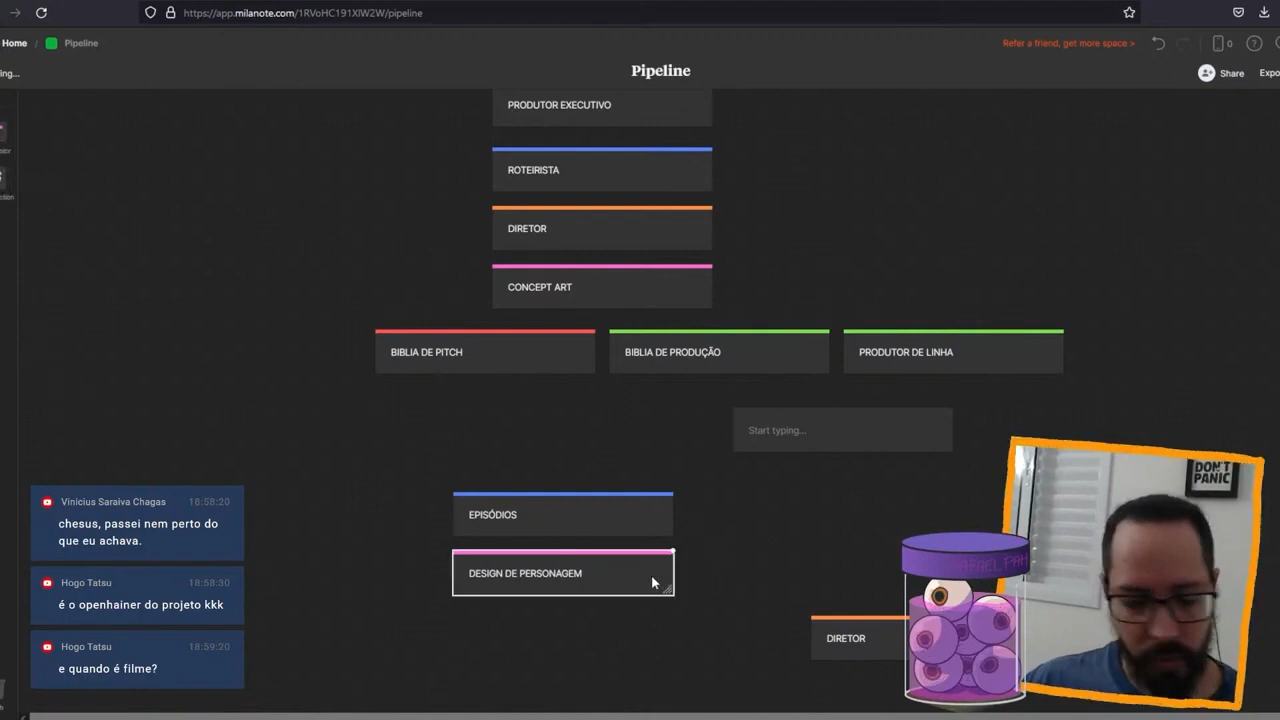 https://app.milanote.com/1RVoHC191XIW2W/pipeline
Home / Pipeline
Refer a friend, get more space >
0
?
ing...
Pipeline
Share
Expo
PRODUTOR EXECUTIVO
ROTEIRISTA
DIRETOR
CONCEPT ART
BIBLIA DE PITCH
BIBLIA DE PRODUÇÃO
PRODUTOR DE LINHA
Start typing...
EPISÓDIOS
DESIGN DE PERSONAGEM
DIRETOR
Vinicius Saraiva Chagas 18:58:20
chesus, passei nem perto do
que eu achava.
Hogo Tatsu 18:58:30
é o openhainer do projeto kkk
Hogo Tatsu 18:59:20
e quando é filme?
DON'T
PANIC